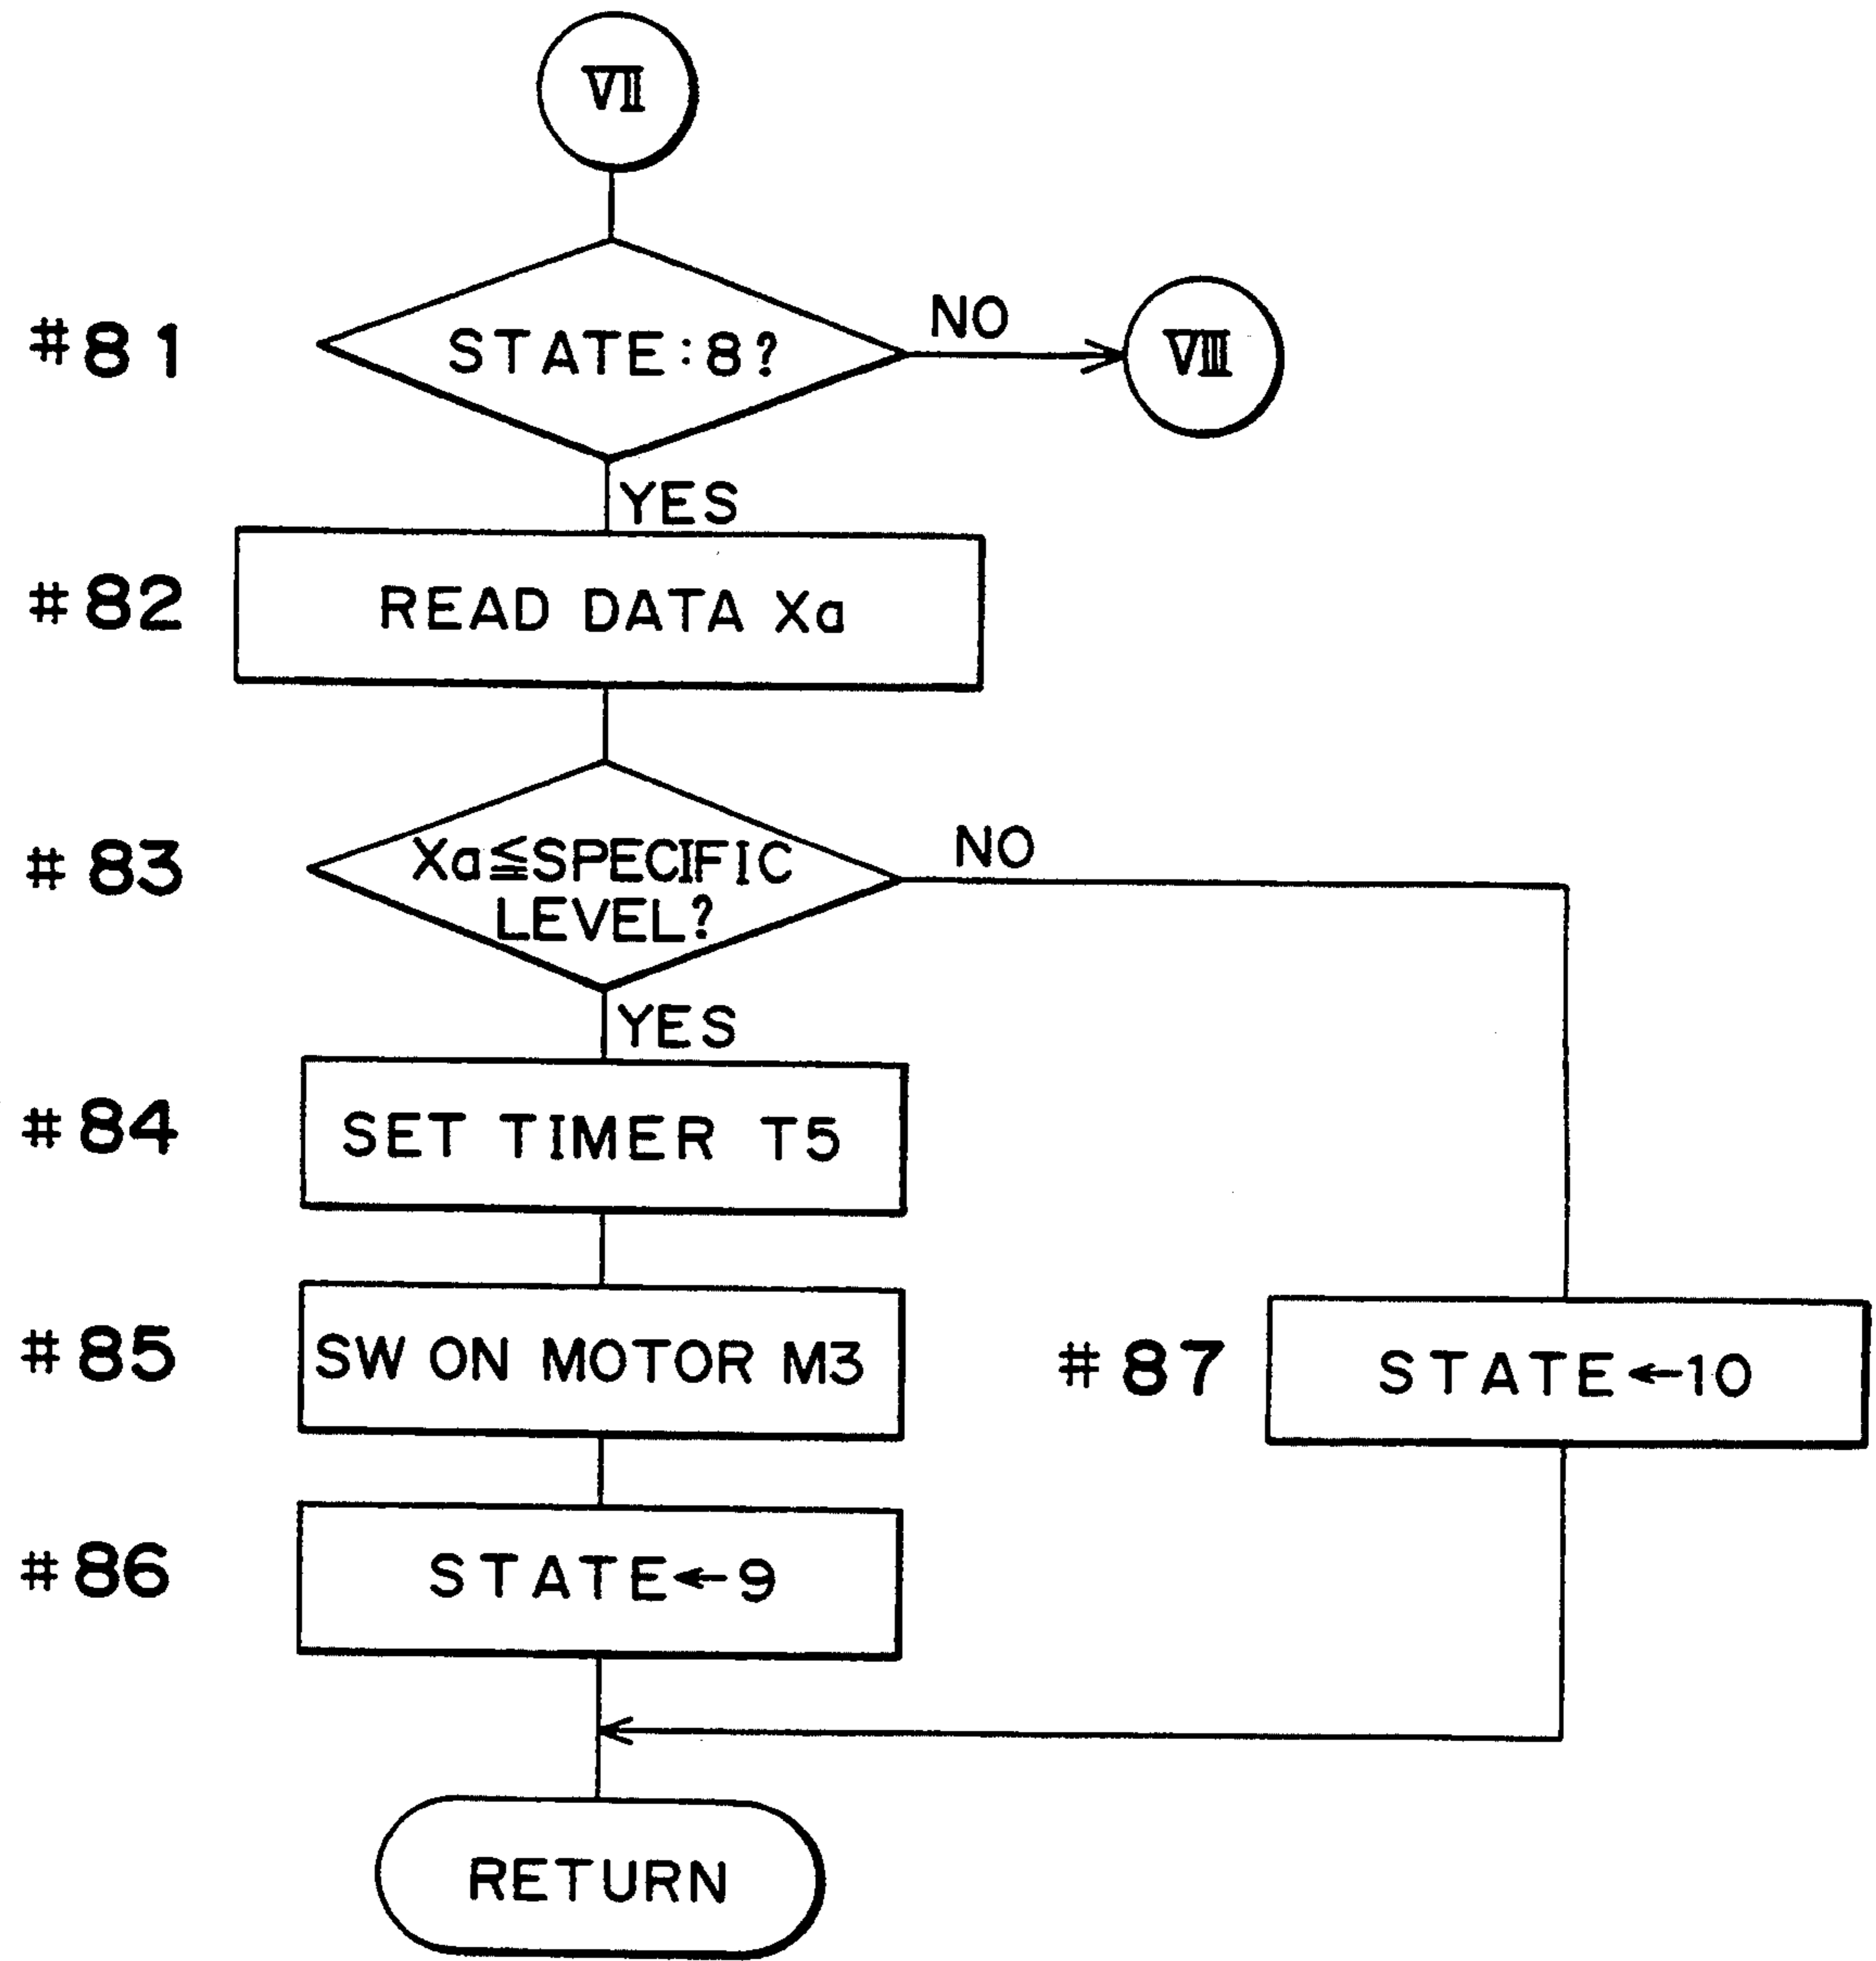 VII
#81
STATE:8?
NO
VIII
YES
#82
READ DATA Xa
#83
Xa≦SPECIFIC
LEVEL?
NO
YES
#84
SET TIMER T5
#85
SW ON MOTOR M3
#87
STATE←10
#86
STATE←9
RETURN